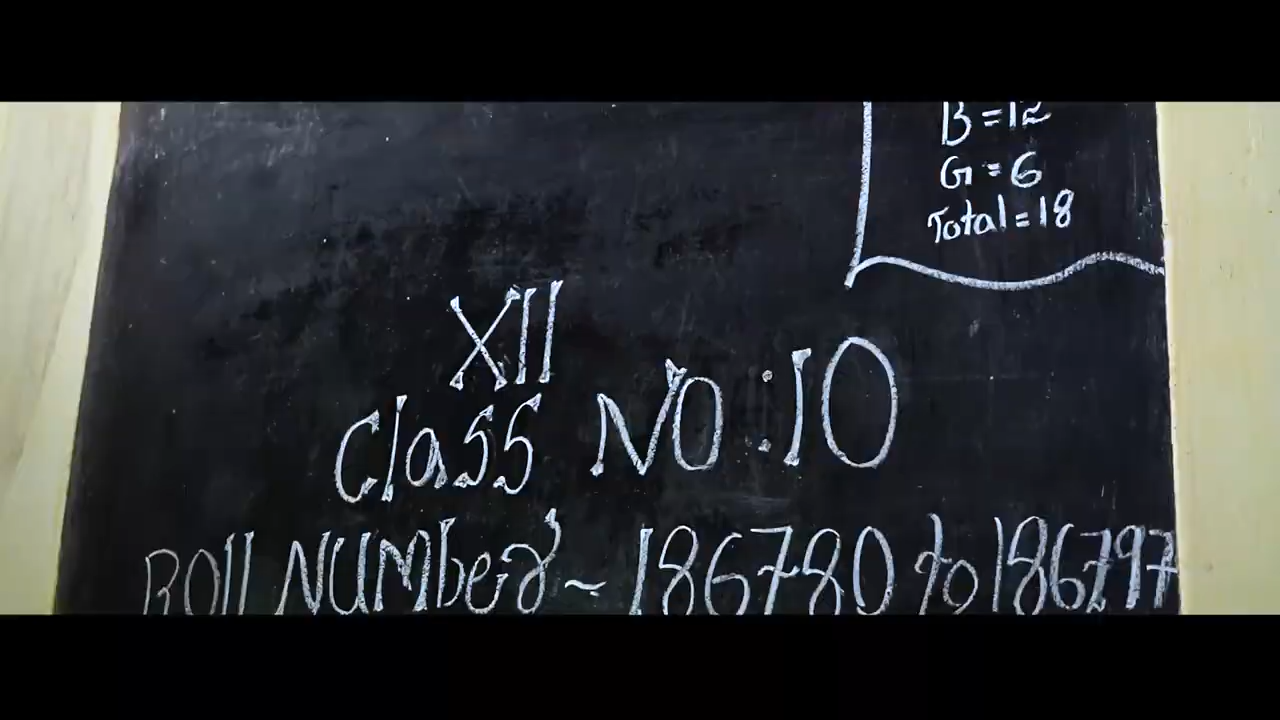 B = 12
G = 6
Total = 18
XII
Class NO : 10
ROll NUMber ~ 186780 to 186797